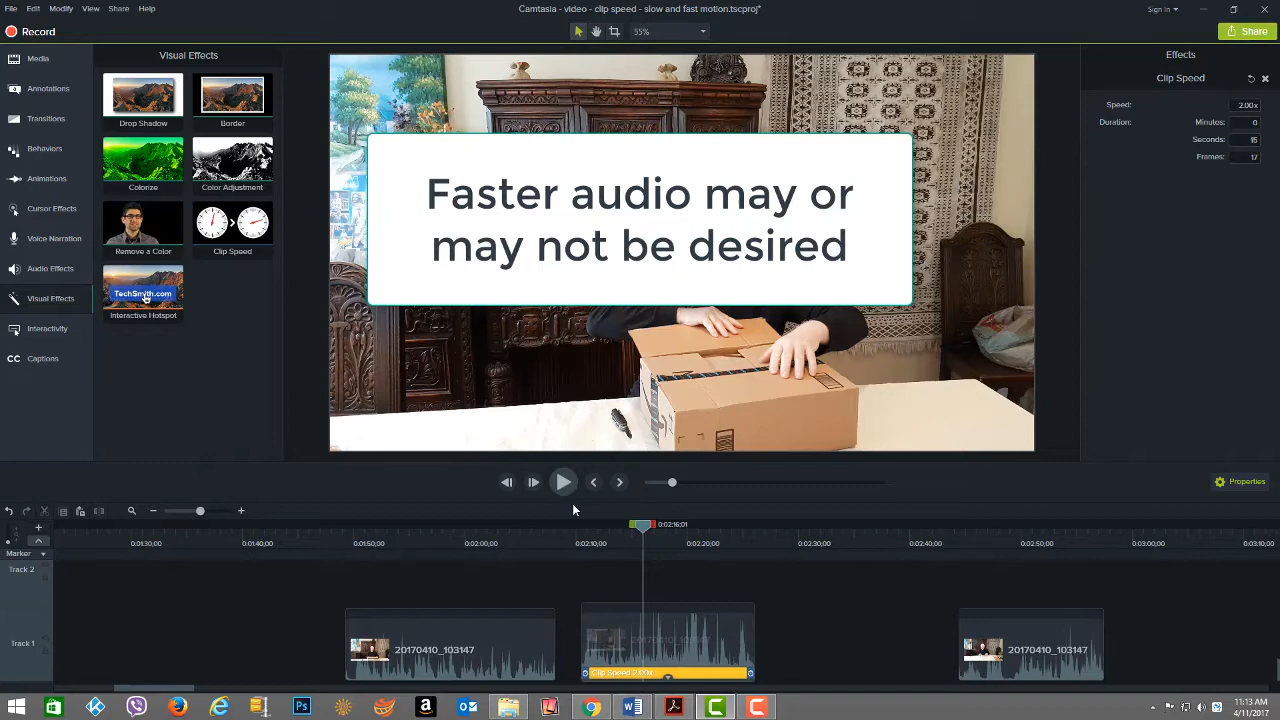 File Edit Modify View Share Help
Camtasia - video - clip speed - slow and fast motion.tscproj*
Sign in
Record
55%
Share
Media
Annotations
Transitions
Behaviors
Animations
Cursor Effects
Voice Narration
Audio Effects
Visual Effects
Interactivity
CC Captions
Visual Effects
Drop Shadow Border
Colorize Color Adjustment
Remove a Color Clip Speed
TechSmith.com
Interactive Hotspot
Faster audio may or
may not be desired
Effects
Clip Speed
Speed: 2.00x
Duration: Minutes: 0
Seconds: 15
Frames: 17
Properties
0:02:16;01
0:01:30;00 0:01:40;00 0:01:50;00 0:02:00;00 0:02:10;00 0:02:20;00 0:02:30;00 0:02:40;00 0:02:50;00 0:03:00;00 0:03:10;00
Marker
Track 2
Track 1
20170410_103147
20170410_103147
20170410_103147
Clip Speed 2.00x
11:13 AM
4/11/2017